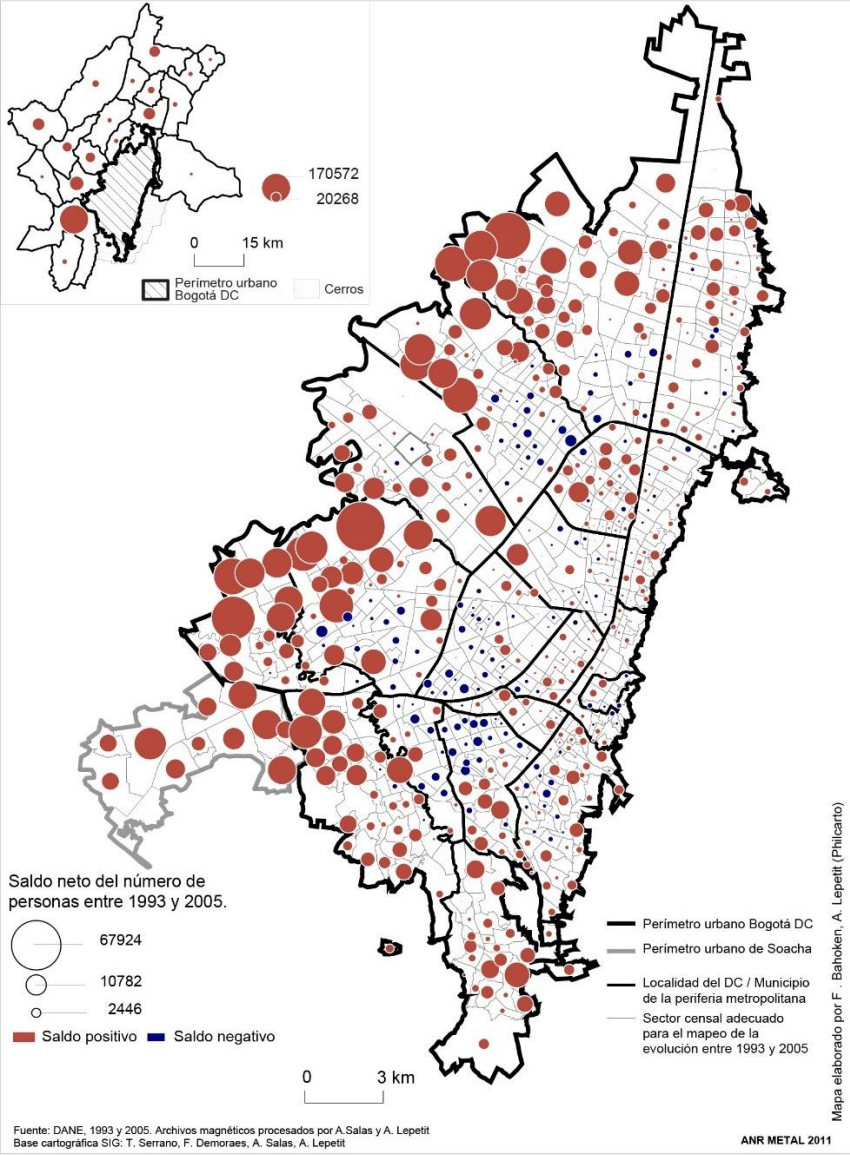 170572
20268
0 15 km
Perímetro urbano
Bogotá DC
Cerros
Saldo neto del número de
personas entre 1993 y 2005.
67924
10782
2446
Saldo positivo Saldo negativo
0 3 km
Perímetro urbano Bogotá DC
Perímetro urbano de Soacha
Localidad del DC / Municipio
de la periferia metropolitana
Sector censal adecuado
para el mapeo de la
evolución entre 1993 y 2005
Mapa elaborado por F . Bahoken, A. Lepetit (Philcarto)
Fuente: DANE, 1993 y 2005. Archivos magnéticos procesados por A.Salas y A. Lepetit
Base cartográfica SIG: T. Serrano, F. Demoraes, A. Salas, A. Lepetit
ANR METAL 2011